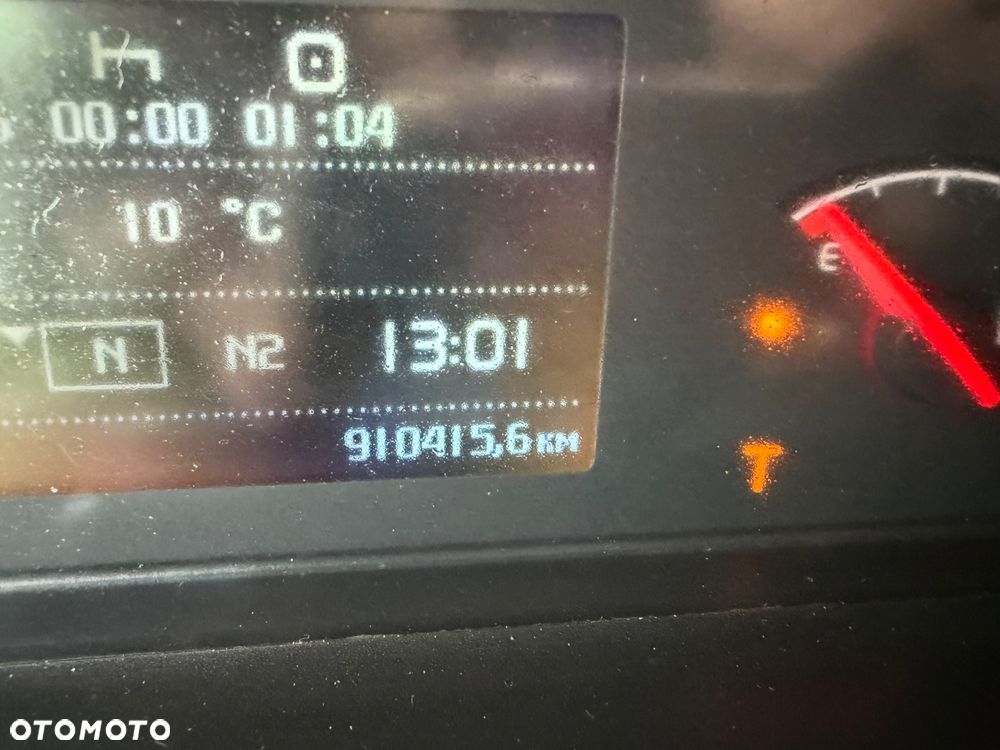 00:00 01:04
10 °C
N N2 13:01
910415,6 KM
E
T
OTOMOTO